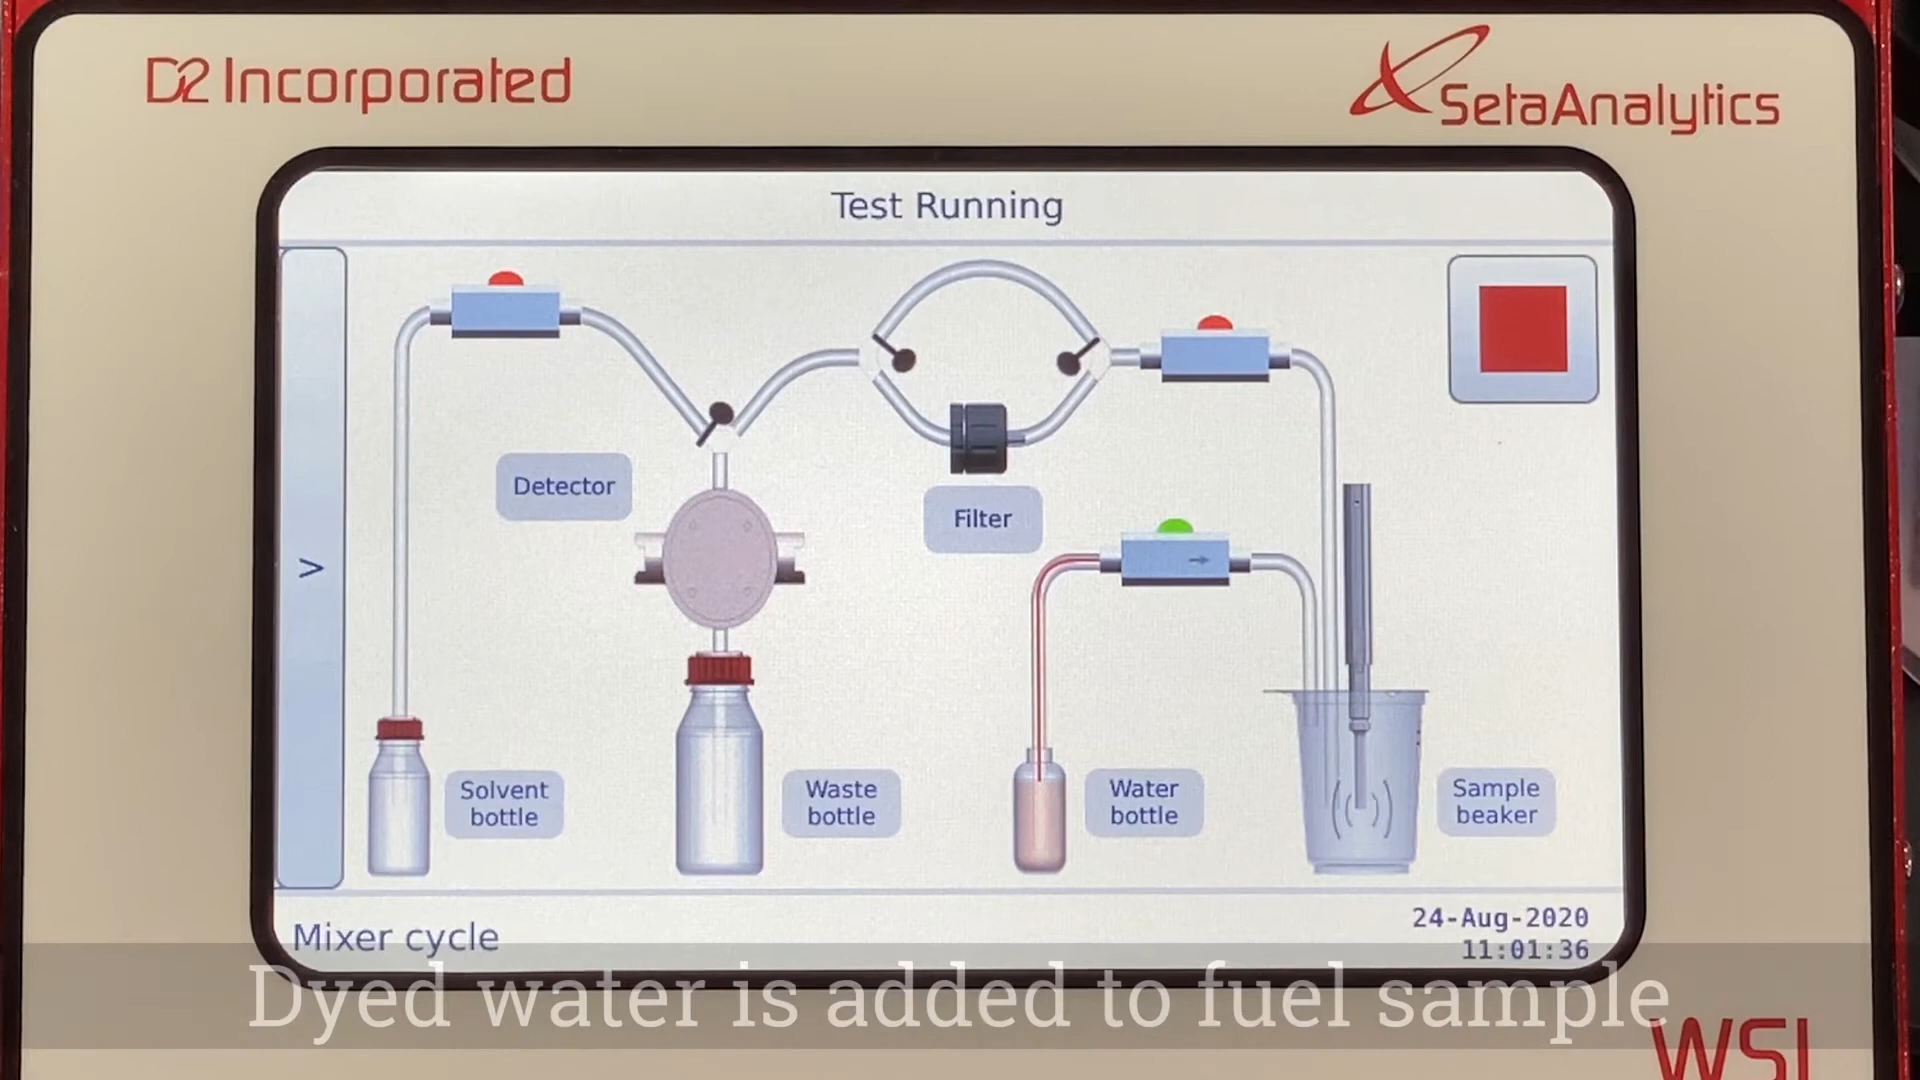 D2 Incorporated
SetaAnalytics
Test Running
>
Detector
Filter
Solvent
bottle
Waste
bottle
Water
bottle
Sample
beaker
Mixer cycle
24-Aug-2020
11:01:36
Dyed water is added to fuel sample
WSI